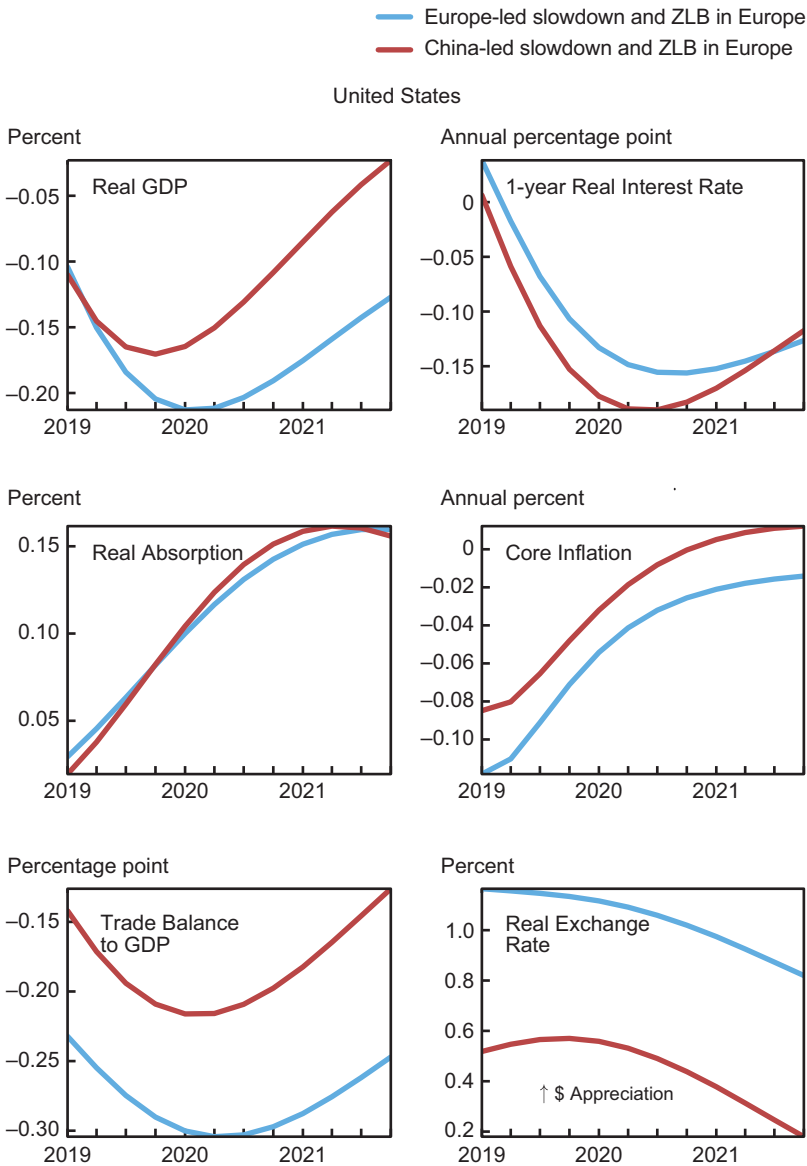 Europe-led slowdown and ZLB in Europe
China-led slowdown and ZLB in Europe
United States
Percent
Real GDP
−0.05
−0.10
−0.15
−0.20
2019
2020
2021
Annual percentage point
1-year Real Interest Rate
0
−0.05
−0.10
−0.15
2019
2020
2021
Percent
Real Absorption
0.15
0.10
0.05
2019
2020
2021
Annual percent
Core Inflation
0
−0.02
−0.04
−0.06
−0.08
−0.10
2019
2020
2021
Percentage point
Trade Balance
to GDP
−0.15
−0.20
−0.25
−0.30
2019
2020
2021
Percent
Real Exchange
Rate
1.0
0.8
0.6
0.4
0.2
↑ $ Appreciation
2019
2020
2021